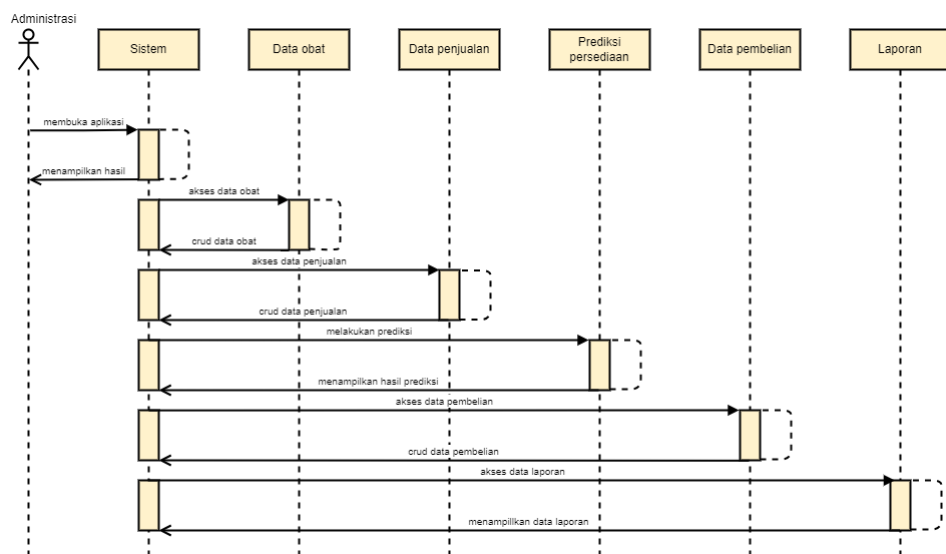 Administrasi
Sistem
Data obat
Data penjualan
Prediksi
persediaan
Data pembelian
Laporan
membuka aplikasi
menampilkan hasil
akses data obat
crud data obat
akses data penjualan
crud data penjualan
melakukan prediksi
menampilkan hasil prediksi
akses data pembelian
crud data pembelian
akses data laporan
menampillkan data laporan